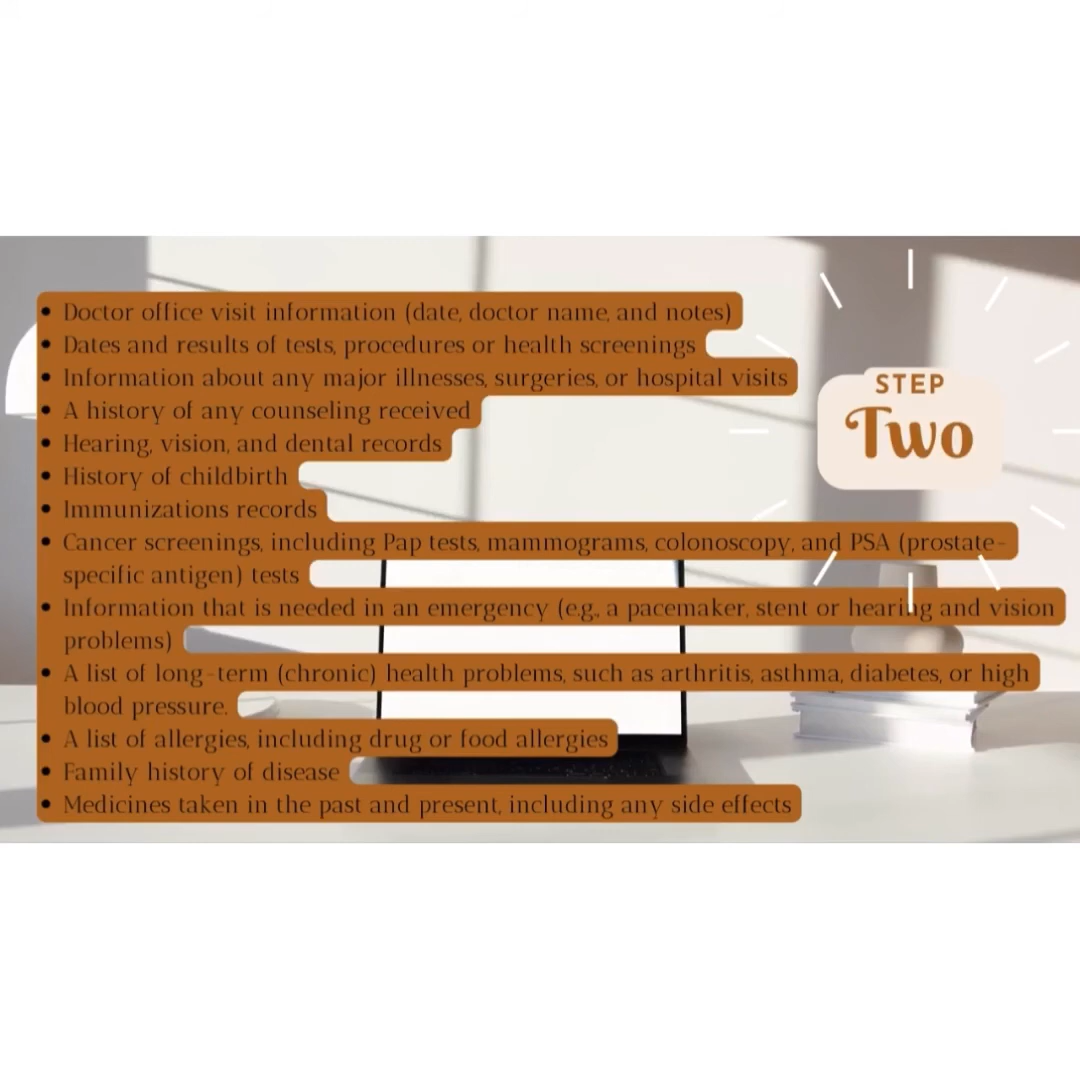 • Doctor office visit information (date, doctor name, and notes)
• Dates and results of tests, procedures or health screenings
• Information about any major illnesses, surgeries, or hospital visits
STEP
Two
• A history of any counseling received
• Hearing, vision, and dental records
• History of childbirth
• Immunizations records
• Cancer screenings, including Pap tests, mammograms, colonoscopy, and PSA (prostate-
specific antigen) tests
• Information that is needed in an emergency (e.g., a pacemaker, stent or hearing and vision
problems)
• A list of long-term (chronic) health problems, such as arthritis, asthma, diabetes, or high
blood pressure.
• A list of allergies, including drug or food allergies
• Family history of disease
• Medicines taken in the past and present, including any side effects